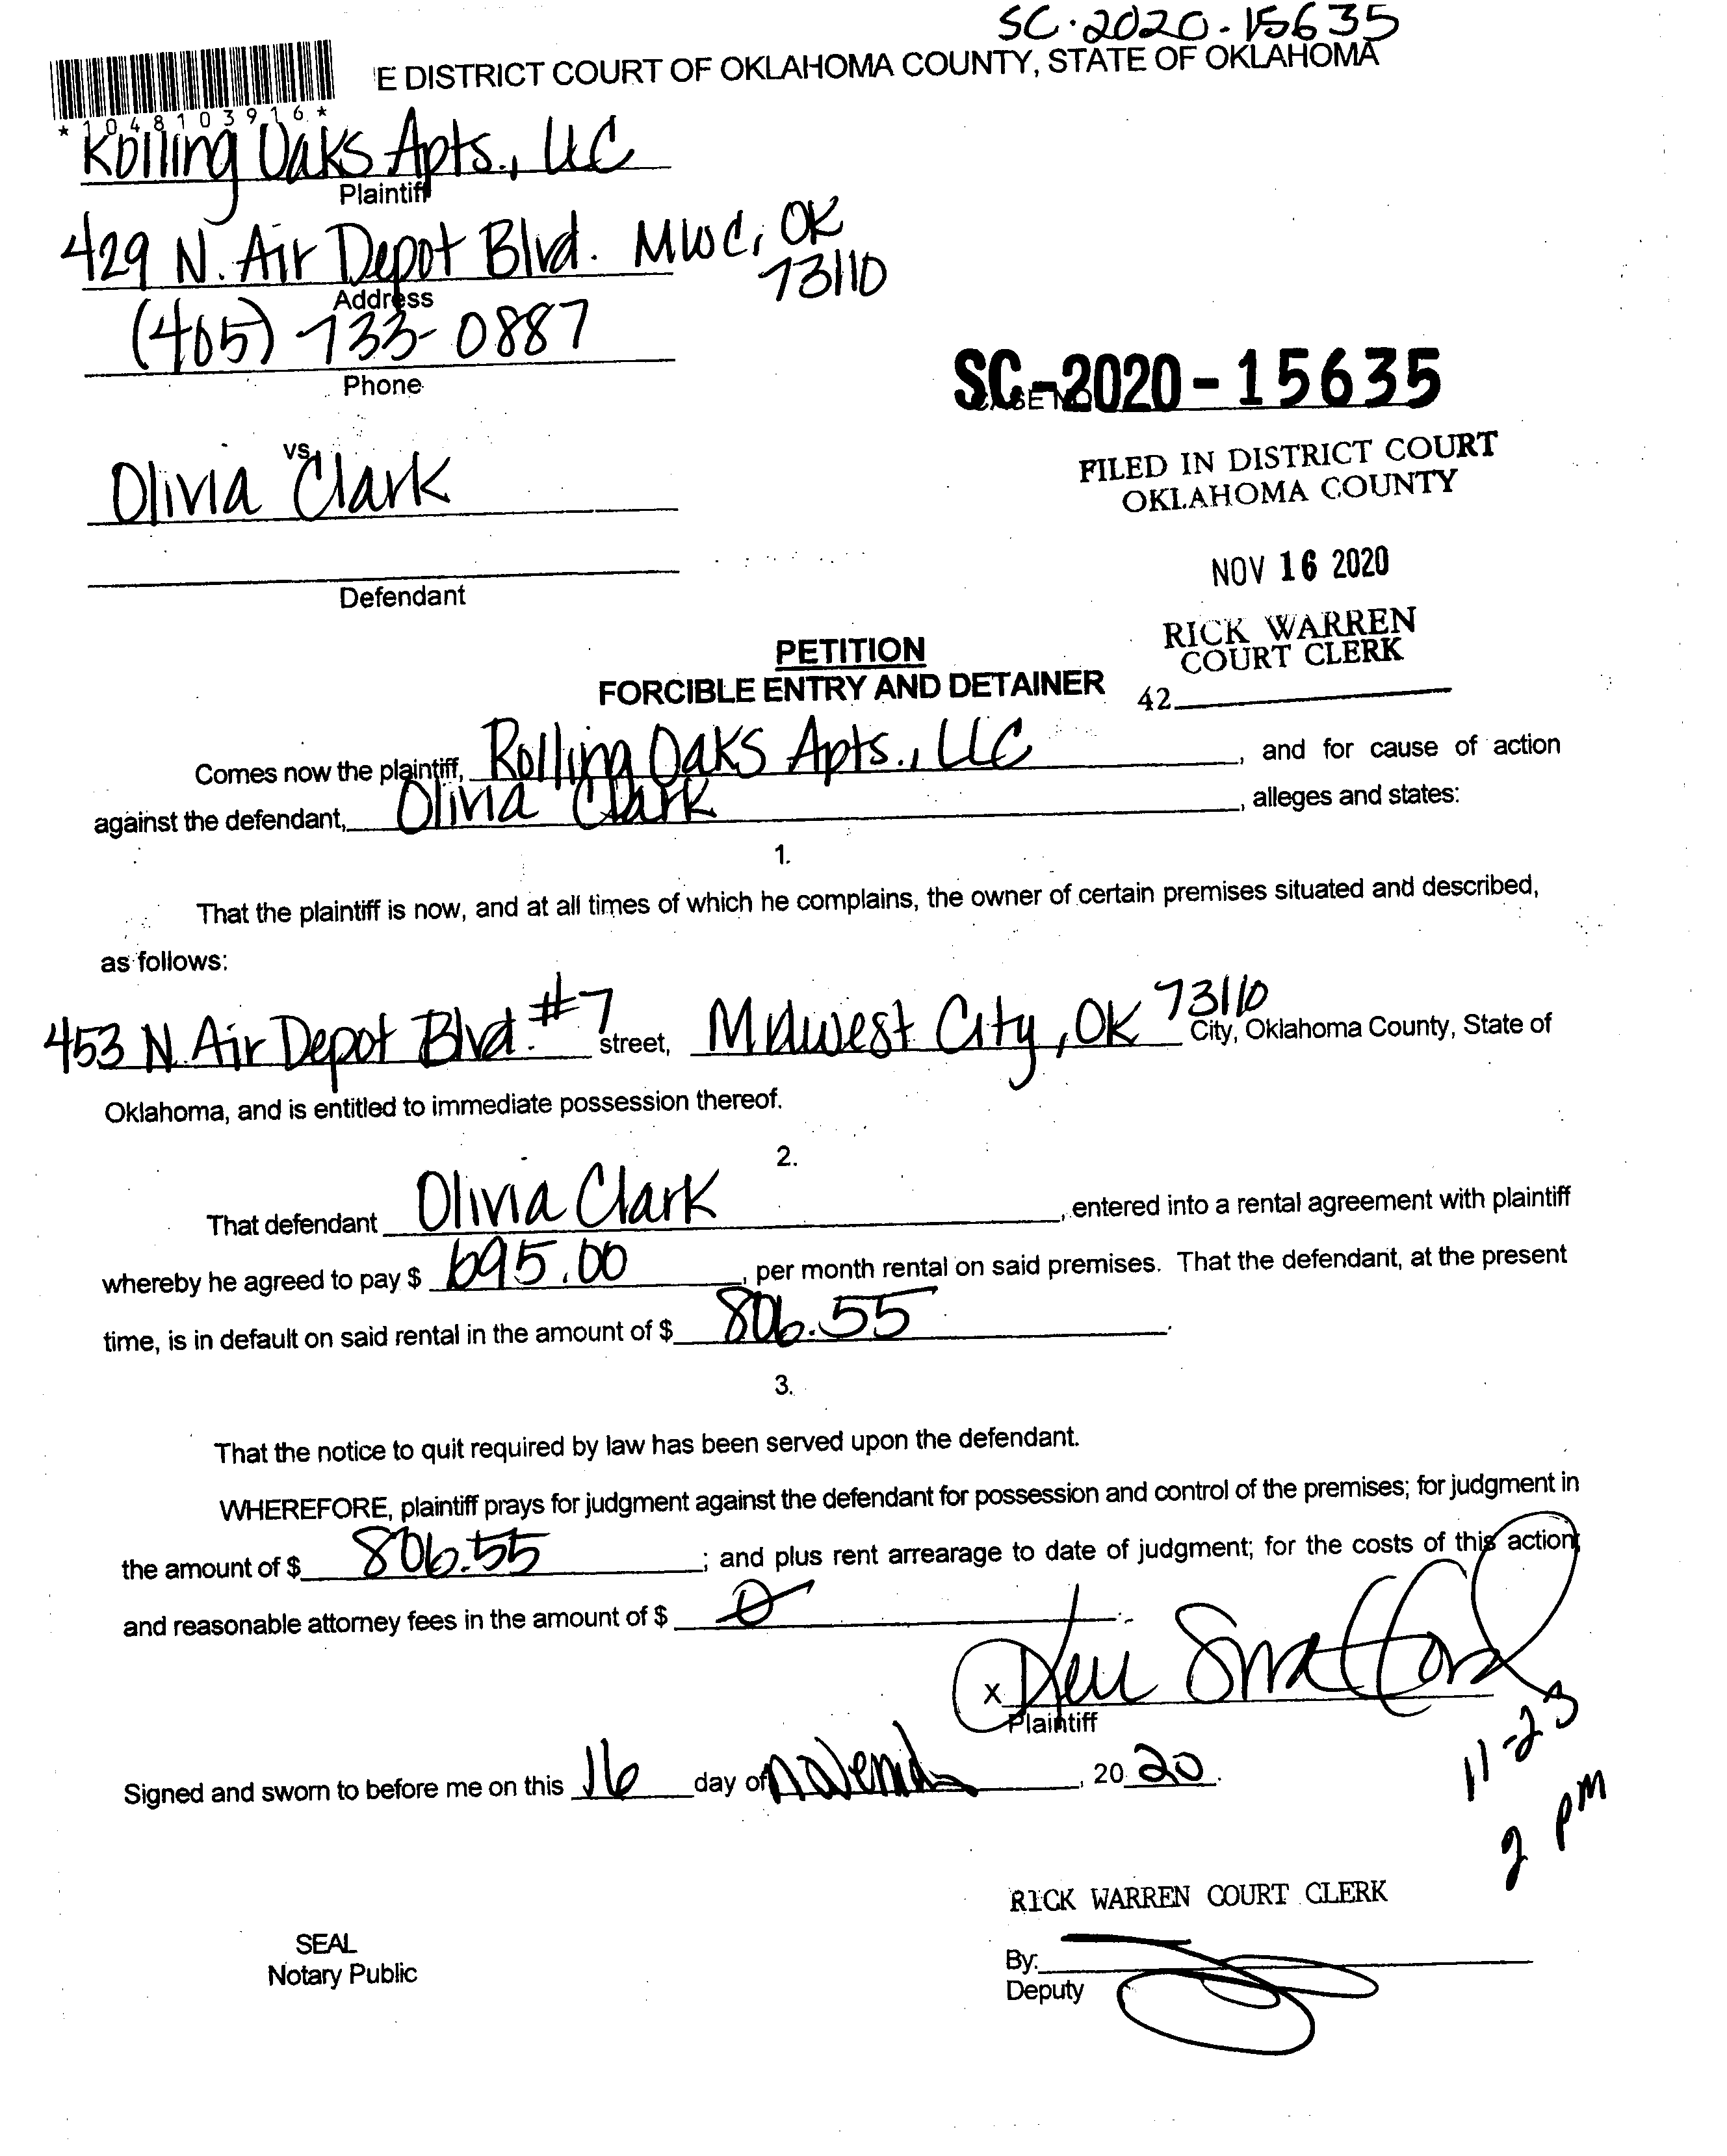 SC-2020-15635
E DISTRICT COURT OF OKLAHOMA COUNTY, STATE OF OKLAHOMA
*1048103916*
Rolling Oaks Apts., LLC
Plaintiff
429 N. Air Depot Blvd. MWC, OK
73110
Address
(405) 733-0887
Phone
SC-2020-15635
vs.
Olivia Clark
FILED IN DISTRICT COURT
OKLAHOMA COUNTY
NOV 16 2020
Defendant
RICK WARREN
COURT CLERK
42
PETITION
FORCIBLE ENTRY AND DETAINER
Comes now the plaintiff, Rolling Oaks Apts., LLC, and for cause of action
against the defendant, Olivia Clark, alleges and states:
1.
That the plaintiff is now, and at all times of which he complains, the owner of certain premises situated and described,
as follows:
453 N. Air Depot Blvd. #7 street, Midwest City, OK 73110 City, Oklahoma County, State of
Oklahoma, and is entitled to immediate possession thereof.
2.
That defendant Olivia Clark, entered into a rental agreement with plaintiff
whereby he agreed to pay $ 695.00, per month rental on said premises. That the defendant, at the present
time, is in default on said rental in the amount of $ 806.55.
3.
That the notice to quit required by law has been served upon the defendant.
WHEREFORE, plaintiff prays for judgment against the defendant for possession and control of the premises; for judgment in
the amount of $ 806.55; and plus rent arrearage to date of judgment; for the costs of this action;
and reasonable attorney fees in the amount of $ 0.
x
Plaintiff
11-23
2 pm
Signed and sworn to before me on this 16 day of November, 2020.
RICK WARREN COURT CLERK
SEAL
Notary Public
By:
Deputy